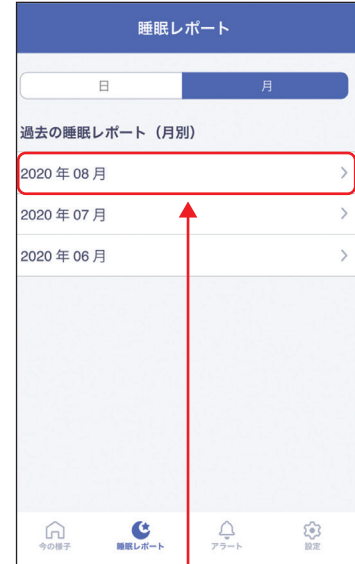 睡眠レポート
日 月
過去の睡眠レポート（月別）
2020 年 08 月
2020 年 07 月
2020 年 06 月
今の様子 睡眠レポート アラート 設定